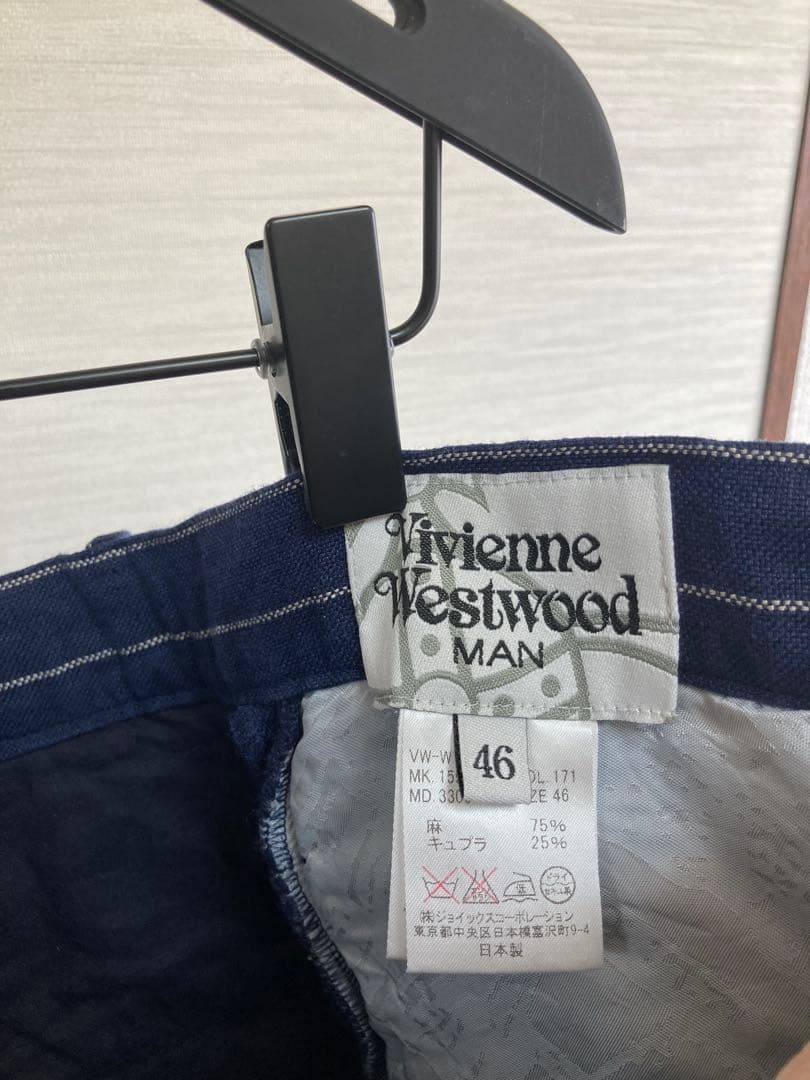 Vivienne
Westwood
MAN
46
VW-W
MK. 15
OL. 171
MD. 330
ZE 46
麻 75%
キュプラ 25%
ドライ
㈱ジョイックスコーポレーション
東京都中央区日本橋富沢町9-4
日本製